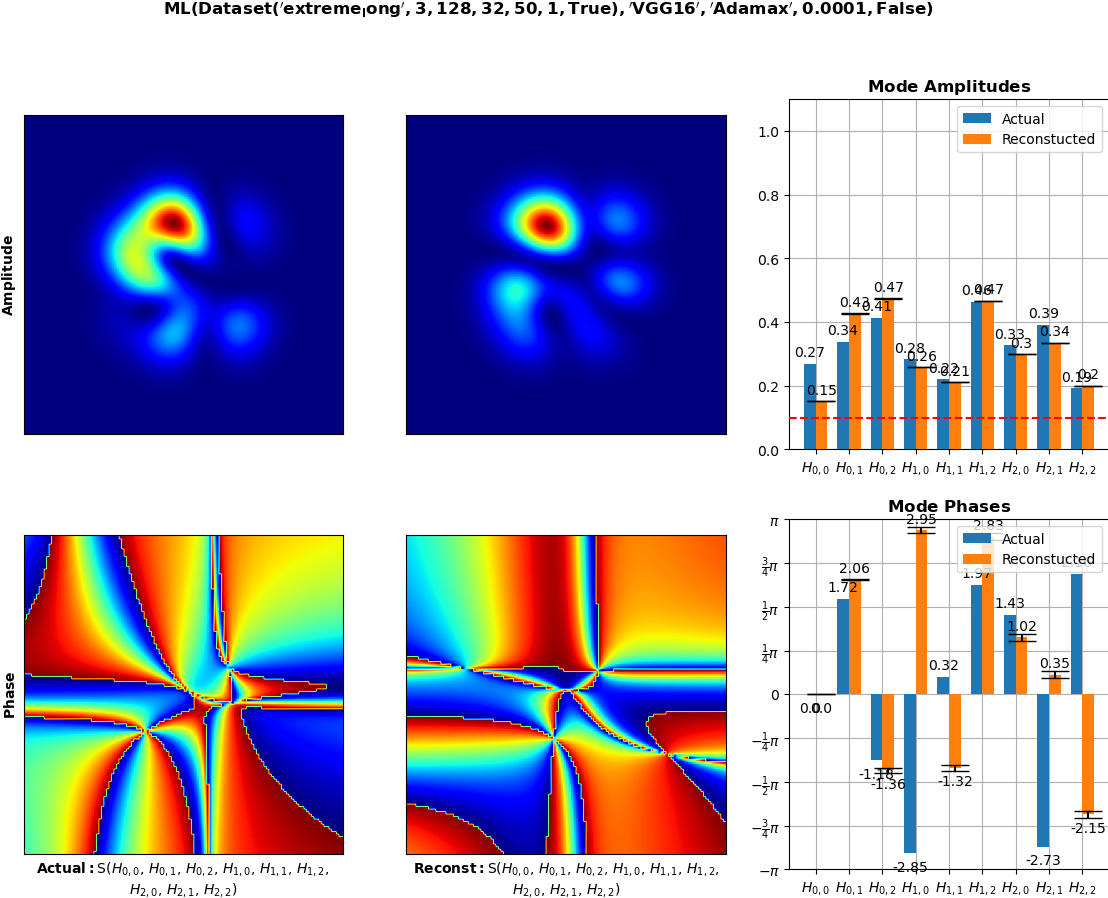 ML(Dataset('extreme_long', 3, 128, 32, 50, 1, True), 'VGG16', 'Adamax', 0.0001, False)
Amplitude
Mode Amplitudes
Actual
Reconstucted
1.0
0.8
0.6
0.4
0.2
0.0
0.27 0.34 0.41 0.28 0.22 0.46 0.33 0.39 0.19
0.15 0.43 0.47 0.26 0.21 0.47 0.3 0.34 0.2
H0,0 H0,1 H0,2 H1,0 H1,1 H1,2 H2,0 H2,1 H2,2
Phase
Mode Phases
Actual
Reconstucted
π
3/4π
1/2π
1/4π
0
−1/4π
−1/2π
−3/4π
−π
0.0 1.72 -1.18 -2.85 0.32 1.97 1.43 -2.73
0.0 2.06 -1.36 2.95 -1.32 2.83 1.02 0.35 -2.15
H0,0 H0,1 H0,2 H1,0 H1,1 H1,2 H2,0 H2,1 H2,2
Actual: S(H0,0, H0,1, H0,2, H1,0, H1,1, H1,2,
H2,0, H2,1, H2,2)
Reconst: S(H0,0, H0,1, H0,2, H1,0, H1,1, H1,2,
H2,0, H2,1, H2,2)